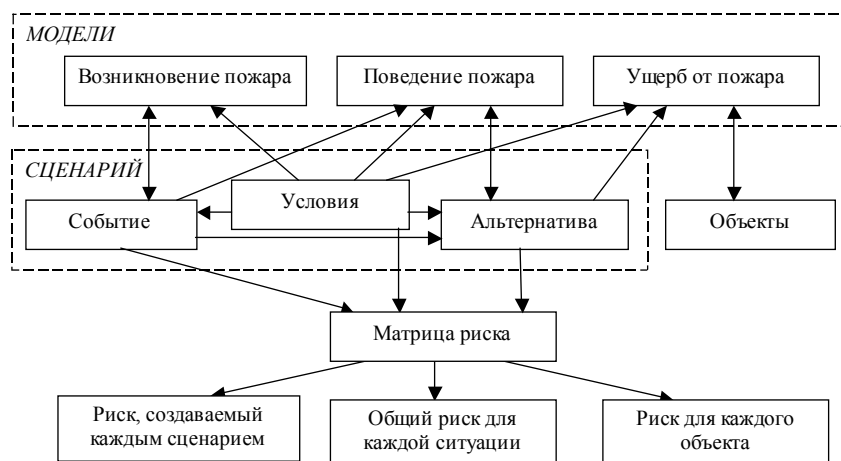 МОДЕЛИ
Возникновение пожара
Поведение пожара
Ущерб от пожара
СЦЕНАРИЙ
Условия
Событие
Альтернатива
Объекты
Матрица риска
Риск, создаваемый
каждым сценарием
Общий риск для
каждой ситуации
Риск для каждого
объекта